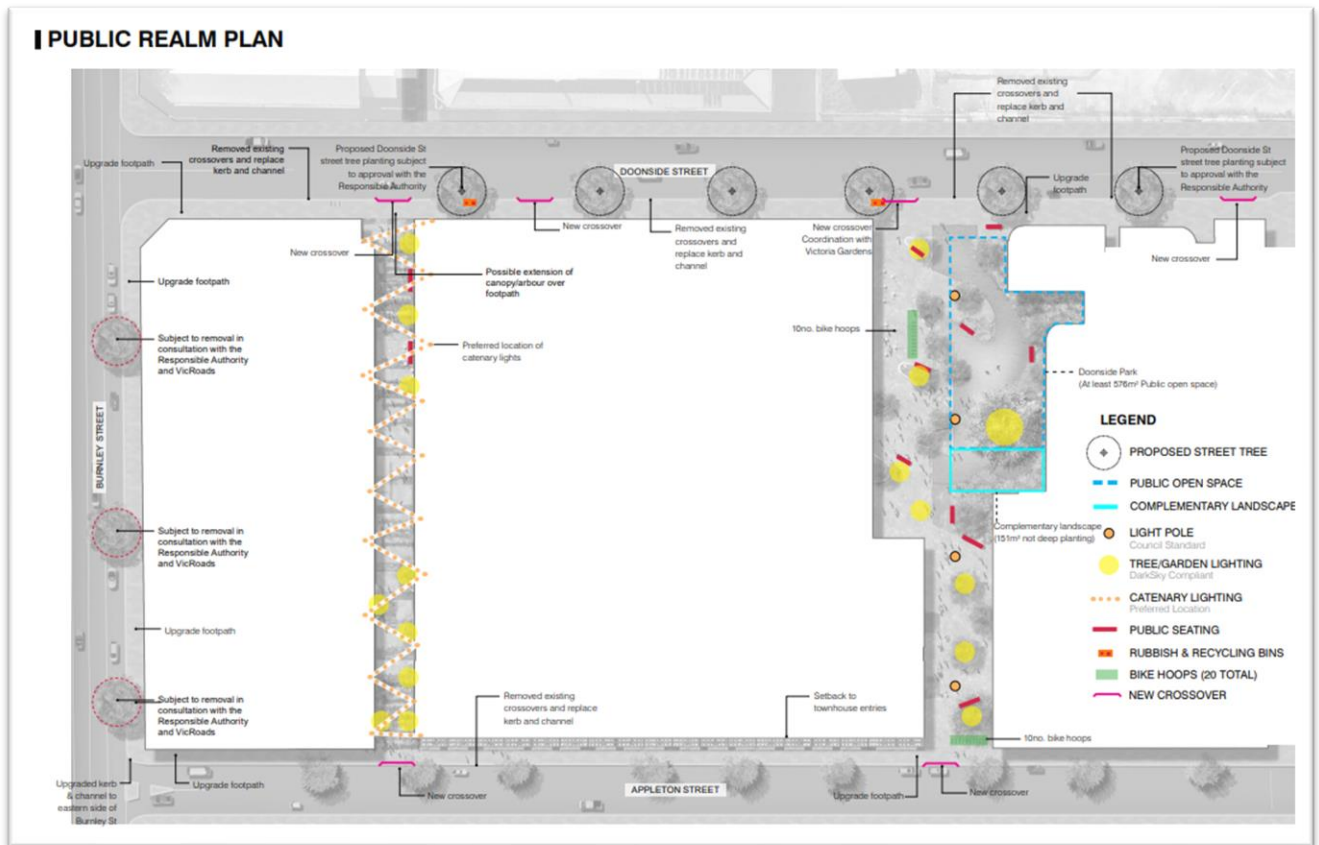 PUBLIC REALM PLAN
Removed existing
crossovers and
replace kerb and
channel
Upgrade footpath
Removed existing
crossovers and replace
kerb and channel
Proposed Doonside St
street tree planting subject
to approval with the
Responsible Authority
DOONSIDE STREET
Upgrade
footpath
Proposed Doonside St
street tree planting subject
to approval with the
Responsible Authority
New crossover
Possible extension of
canopy/arbour over
footpath
New crossover
Removed existing
crossovers and replace
kerb and
channel
New crossover
Coordination with
Victoria Gardens
New crossover
Upgrade footpath
Subject to removal in
consultation with the
Responsible Authority
and VicRoads
Preferred location of
catenary lights
10no. bike hoops
Doonside Park
(At least 576m² Public open space)
BURNLEY STREET
Subject to removal in
consultation with the
Responsible Authority
and VicRoads
Upgrade footpath
Subject to removal in
consultation with the
Responsible Authority
and VicRoads
Complementary landscape
(151m² not deep planting)
LEGEND
PROPOSED STREET TREE
PUBLIC OPEN SPACE
COMPLEMENTARY LANDSCAPE
LIGHT POLE
Council Standard
TREE/GARDEN LIGHTING
DarkSky Compliant
CATENARY LIGHTING
Preferred Location
PUBLIC SEATING
RUBBISH & RECYCLING BINS
BIKE HOOPS (20 TOTAL)
NEW CROSSOVER
Removed existing
crossovers and replace
kerb and channel
Setback to
townhouse entries
10no. bike hoops
Upgraded kerb
& channel to
eastern side of
Burnley St
Upgrade footpath
New crossover
APPLETON STREET
Upgrade footpath
New crossover